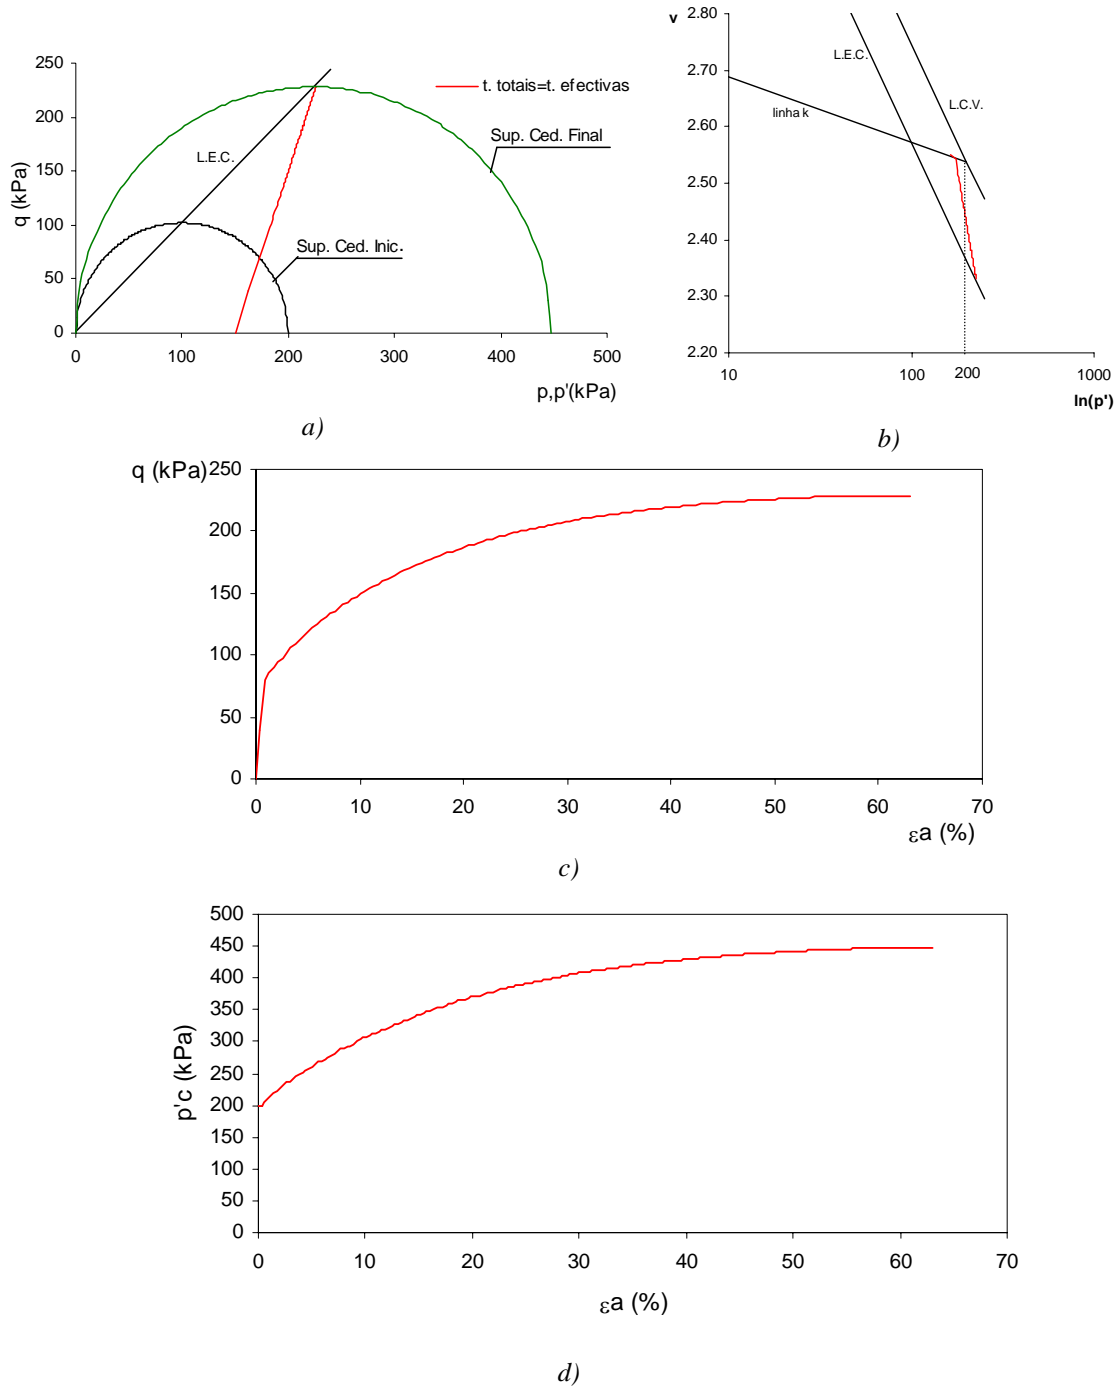 250
200
150
100
50
0
q (kPa)
0
100
200
300
400
500
p,p'(kPa)
L.E.C.
t. totais=t. efectivas
Sup. Ced. Final
Sup. Ced. Inic.
a)
v
2.80
2.70
2.60
2.50
2.40
2.30
2.20
L.E.C.
L.C.V.
linha k
10
100
200
1000
ln(p')
b)
q (kPa)
250
200
150
100
50
0
0
10
20
30
40
50
60
70
εa (%)
c)
500
450
400
350
300
250
200
150
100
50
0
p'c (kPa)
0
10
20
30
40
50
60
70
εa (%)
d)